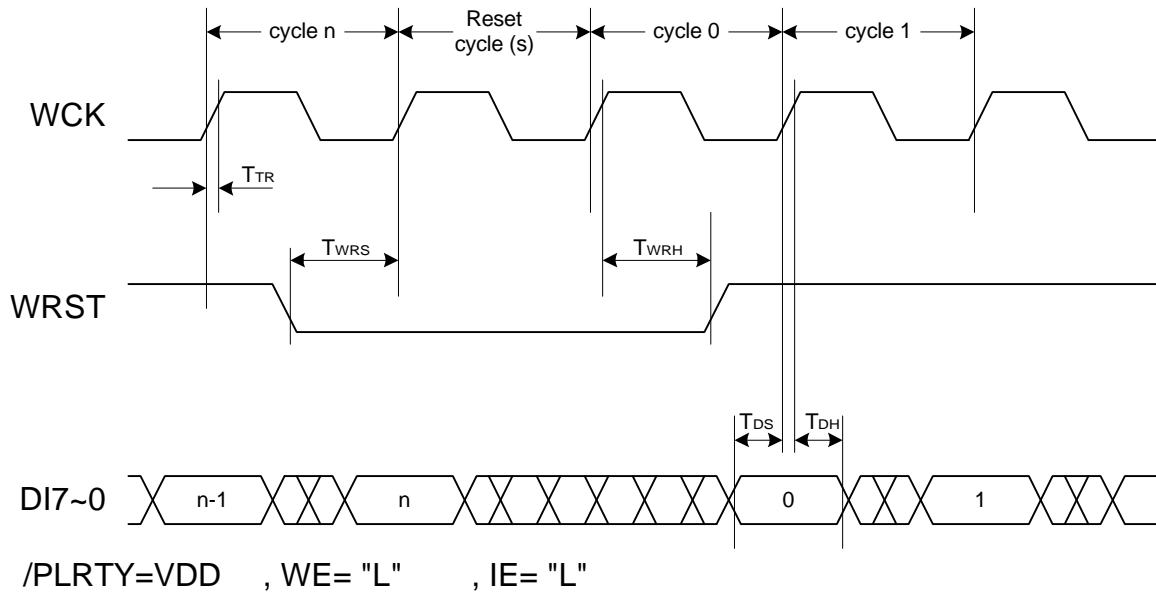 cycle n
Reset
cycle (s)
cycle 0
cycle 1
WCK
TTR
TWRS
TWRH
WRST
TDS
TDH
DI7~0
n-1
n
0
1
/PLRTY=VDD , WE= "L" , IE= "L"